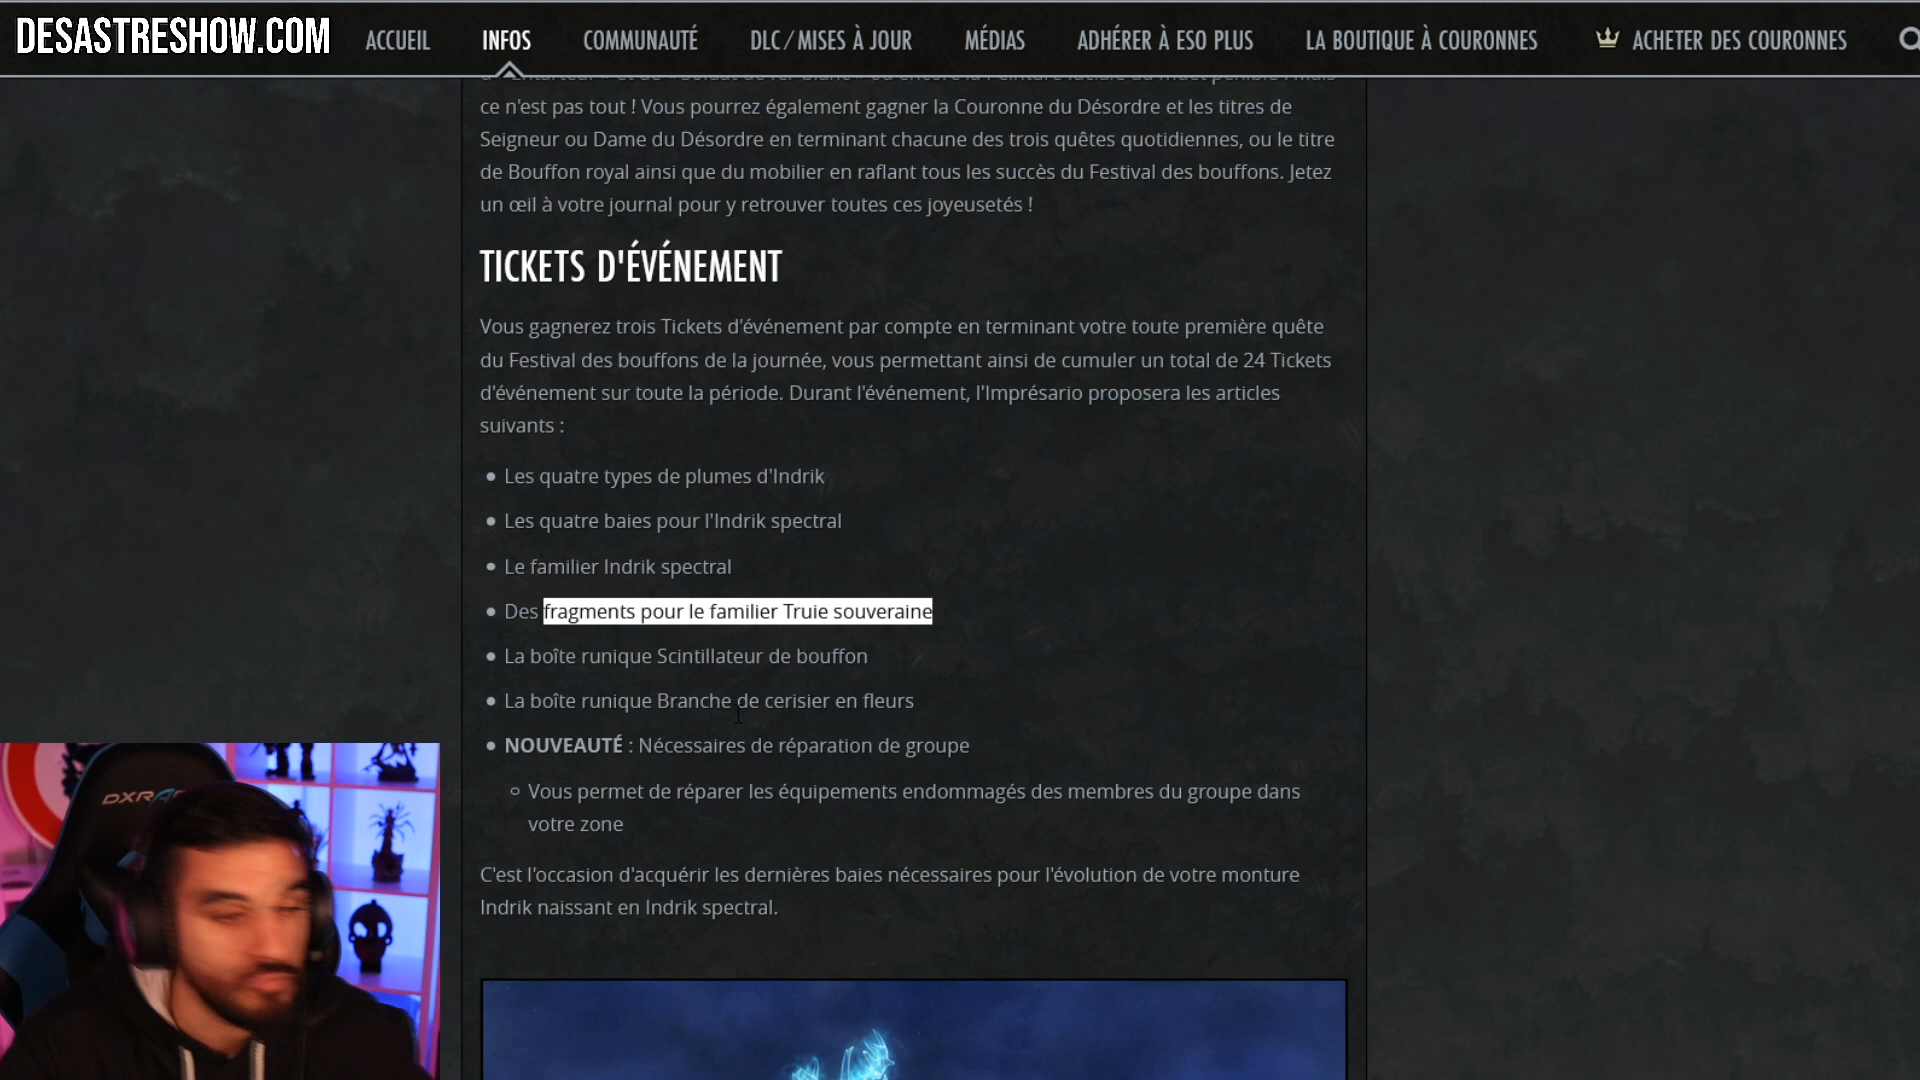 DESASTRESHOW.COM
ACCUEIL
INFOS
COMMUNAUTÉ
DLC / MISES À JOUR
MÉDIAS
ADHÉRER À ESO PLUS
LA BOUTIQUE À COURONNES
ACHETER DES COURONNES
ce n'est pas tout ! Vous pourrez également gagner la Couronne du Désordre et les titres de
Seigneur ou Dame du Désordre en terminant chacune des trois quêtes quotidiennes, ou le titre
de Bouffon royal ainsi que du mobilier en raflant tous les succès du Festival des bouffons. Jetez
un œil à votre journal pour y retrouver toutes ces joyeusetés !
TICKETS D'ÉVÉNEMENT
Vous gagnerez trois Tickets d'événement par compte en terminant votre toute première quête
du Festival des bouffons de la journée, vous permettant ainsi de cumuler un total de 24 Tickets
d'événement sur toute la période. Durant l'événement, l'Imprésario proposera les articles
suivants :
Les quatre types de plumes d'Indrik
Les quatre baies pour l'Indrik spectral
Le familier Indrik spectral
Des fragments pour le familier Truie souveraine
La boîte runique Scintillateur de bouffon
La boîte runique Branche de cerisier en fleurs
NOUVEAUTÉ : Nécessaires de réparation de groupe
Vous permet de réparer les équipements endommagés des membres du groupe dans
votre zone
C'est l'occasion d'acquérir les dernières baies nécessaires pour l'évolution de votre monture
Indrik naissant en Indrik spectral.